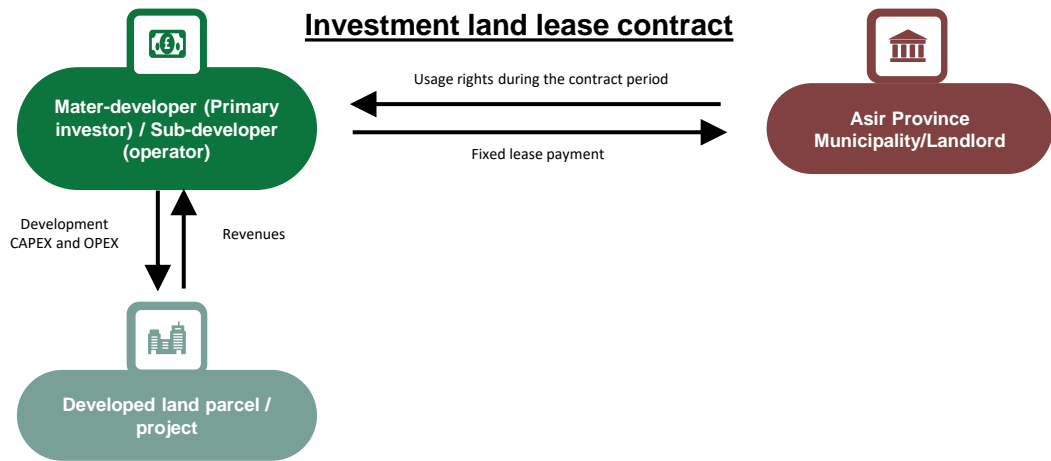 Investment land lease contract
£
Usage rights during the contract period
Mater-developer (Primary
investor) / Sub-developer
(operator)
Asir Province
Municipality/Landlord
Fixed lease payment
Development
CAPEX and OPEX
Revenues
Developed land parcel /
project